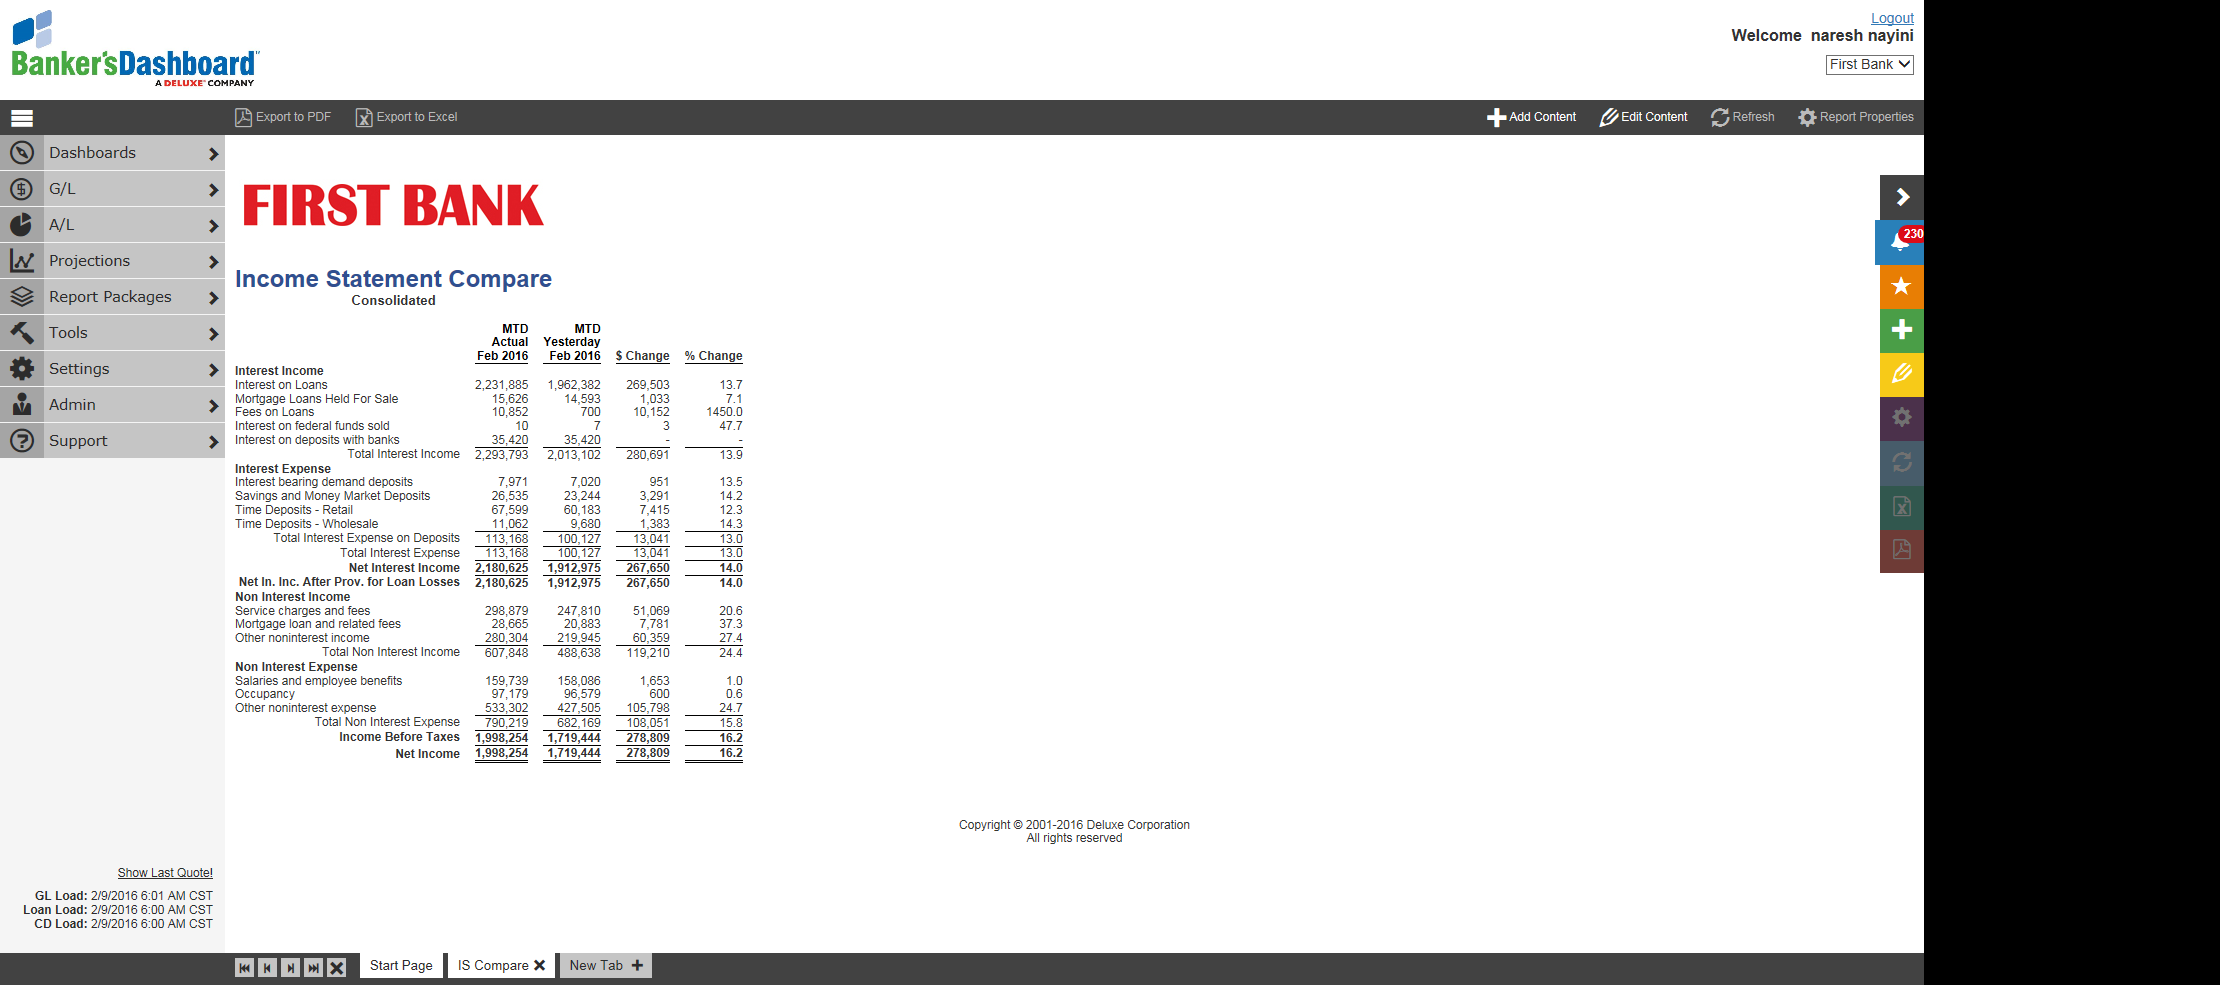 Banker'sDashboard
A DELUXE COMPANY
Logout
Welcome naresh nayini
First Bank
Export to PDF Export to Excel Add Content Edit Content Refresh Report Properties
Dashboards
G/L
A/L
Projections
Report Packages
Tools
Settings
Admin
Support
230
FIRST BANK
Income Statement Compare
Consolidated
MTD MTD
Actual Yesterday
Feb 2016 Feb 2016 $ Change % Change
Interest Income
Interest on Loans 2,231,885 1,962,382 269,503 13.7
Mortgage Loans Held For Sale 15,626 14,593 1,033 7.1
Fees on Loans 10,852 700 10,152 1450.0
Interest on federal funds sold 10 7 3 47.7
Interest on deposits with banks 35,420 35,420 - -
Total Interest Income 2,293,793 2,013,102 280,691 13.9
Interest Expense
Interest bearing demand deposits 7,971 7,020 951 13.5
Savings and Money Market Deposits 26,535 23,244 3,291 14.2
Time Deposits - Retail 67,599 60,183 7,415 12.3
Time Deposits - Wholesale 11,062 9,680 1,383 14.3
Total Interest Expense on Deposits 113,168 100,127 13,041 13.0
Total Interest Expense 113,168 100,127 13,041 13.0
Net Interest Income 2,180,625 1,912,975 267,650 14.0
Net In. Inc. After Prov. for Loan Losses 2,180,625 1,912,975 267,650 14.0
Non Interest Income
Service charges and fees 298,879 247,810 51,069 20.6
Mortgage loan and related fees 28,665 20,883 7,781 37.3
Other noninterest income 280,304 219,945 60,359 27.4
Total Non Interest Income 607,848 488,638 119,210 24.4
Non Interest Expense
Salaries and employee benefits 159,739 158,086 1,653 1.0
Occupancy 97,179 96,579 600 0.6
Other noninterest expense 533,302 427,505 105,798 24.7
Total Non Interest Expense 790,219 682,169 108,051 15.8
Income Before Taxes 1,998,254 1,719,444 278,809 16.2
Net Income 1,998,254 1,719,444 278,809 16.2
Copyright © 2001-2016 Deluxe Corporation
All rights reserved
Show Last Quote!
GL Load: 2/9/2016 6:01 AM CST
Loan Load: 2/9/2016 6:00 AM CST
CD Load: 2/9/2016 6:00 AM CST
Start Page IS Compare New Tab